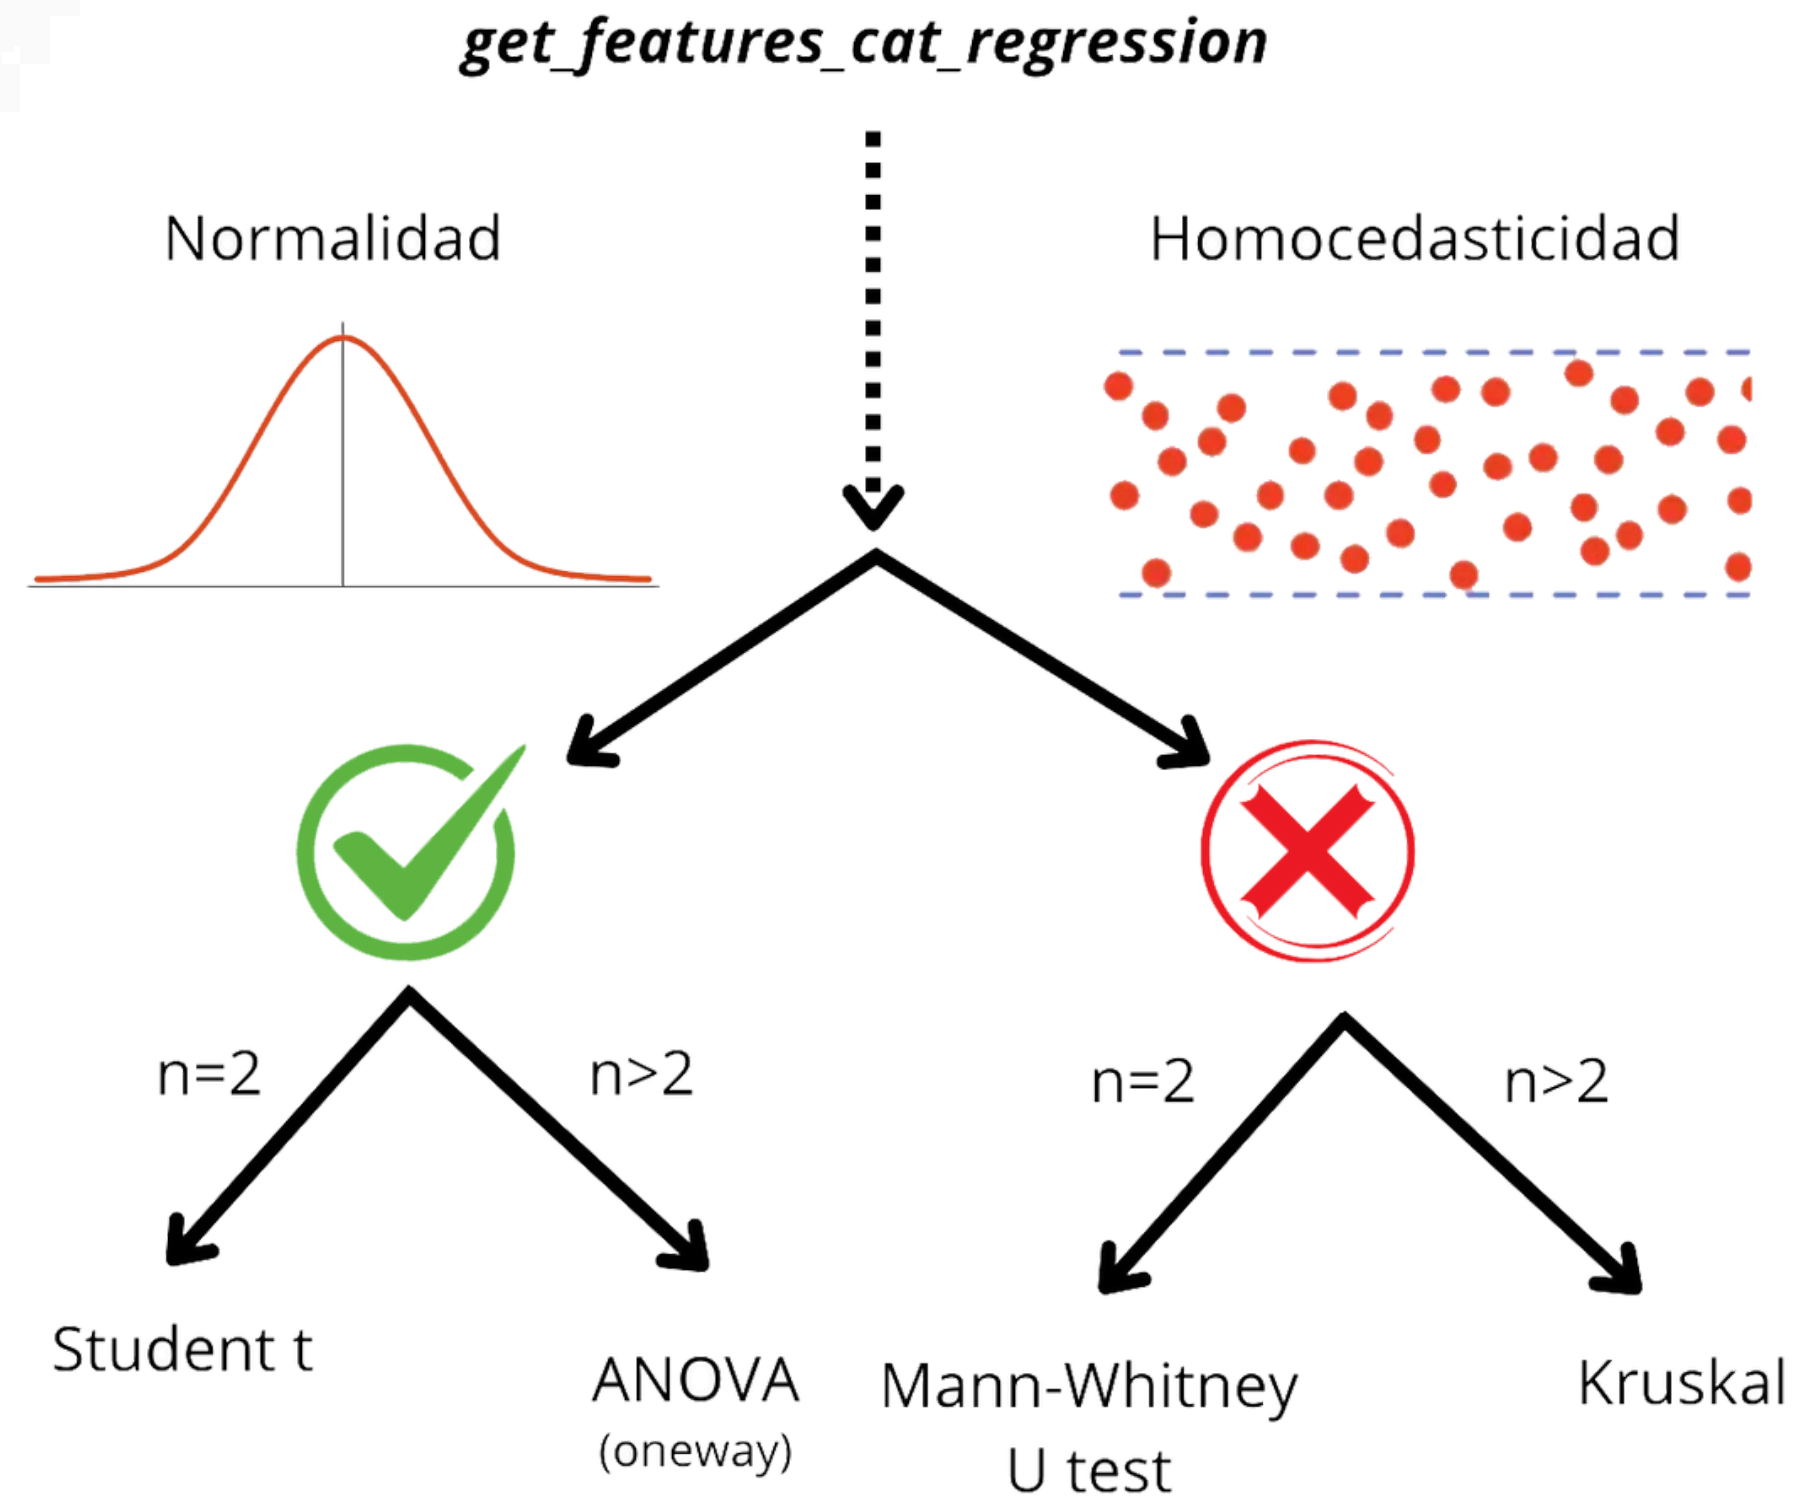 get_features_cat_regression
Normalidad
Homocedasticidad
n=2
n>2
n=2
n>2
Student t
ANOVA
(oneway)
Mann-Whitney
U test
Kruskal